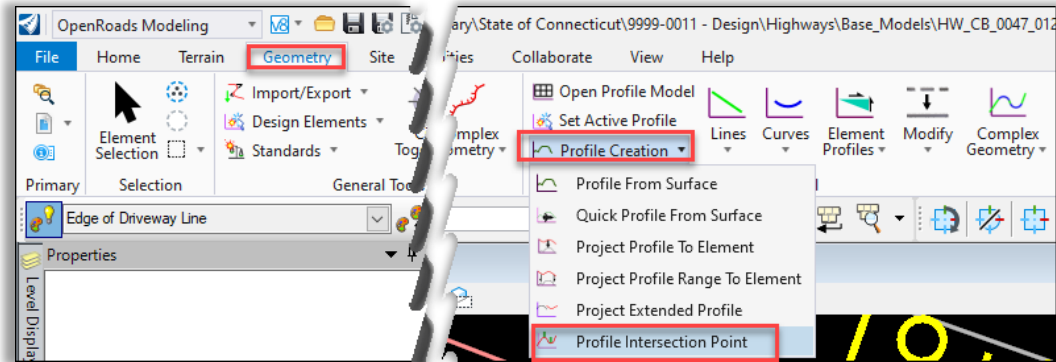 OpenRoads Modeling
ary\State of Connecticut\9999-0011 - Design\Highways\Base_Models\HW_CB_0047_012
File Home Terrain Geometry Site ities Collaborate View Help
Import/Export
Design Elements
Standards
Element
Selection
Primary Selection General Too
Tog
mplex
ometry
Open Profile Model
Set Active Profile
Profile Creation
Lines Curves Element
Profiles Modify Complex
Geometry
Profile From Surface
Quick Profile From Surface
Project Profile To Element
Project Profile Range To Element
Project Extended Profile
Profile Intersection Point
Edge of Driveway Line
Properties
Level Display